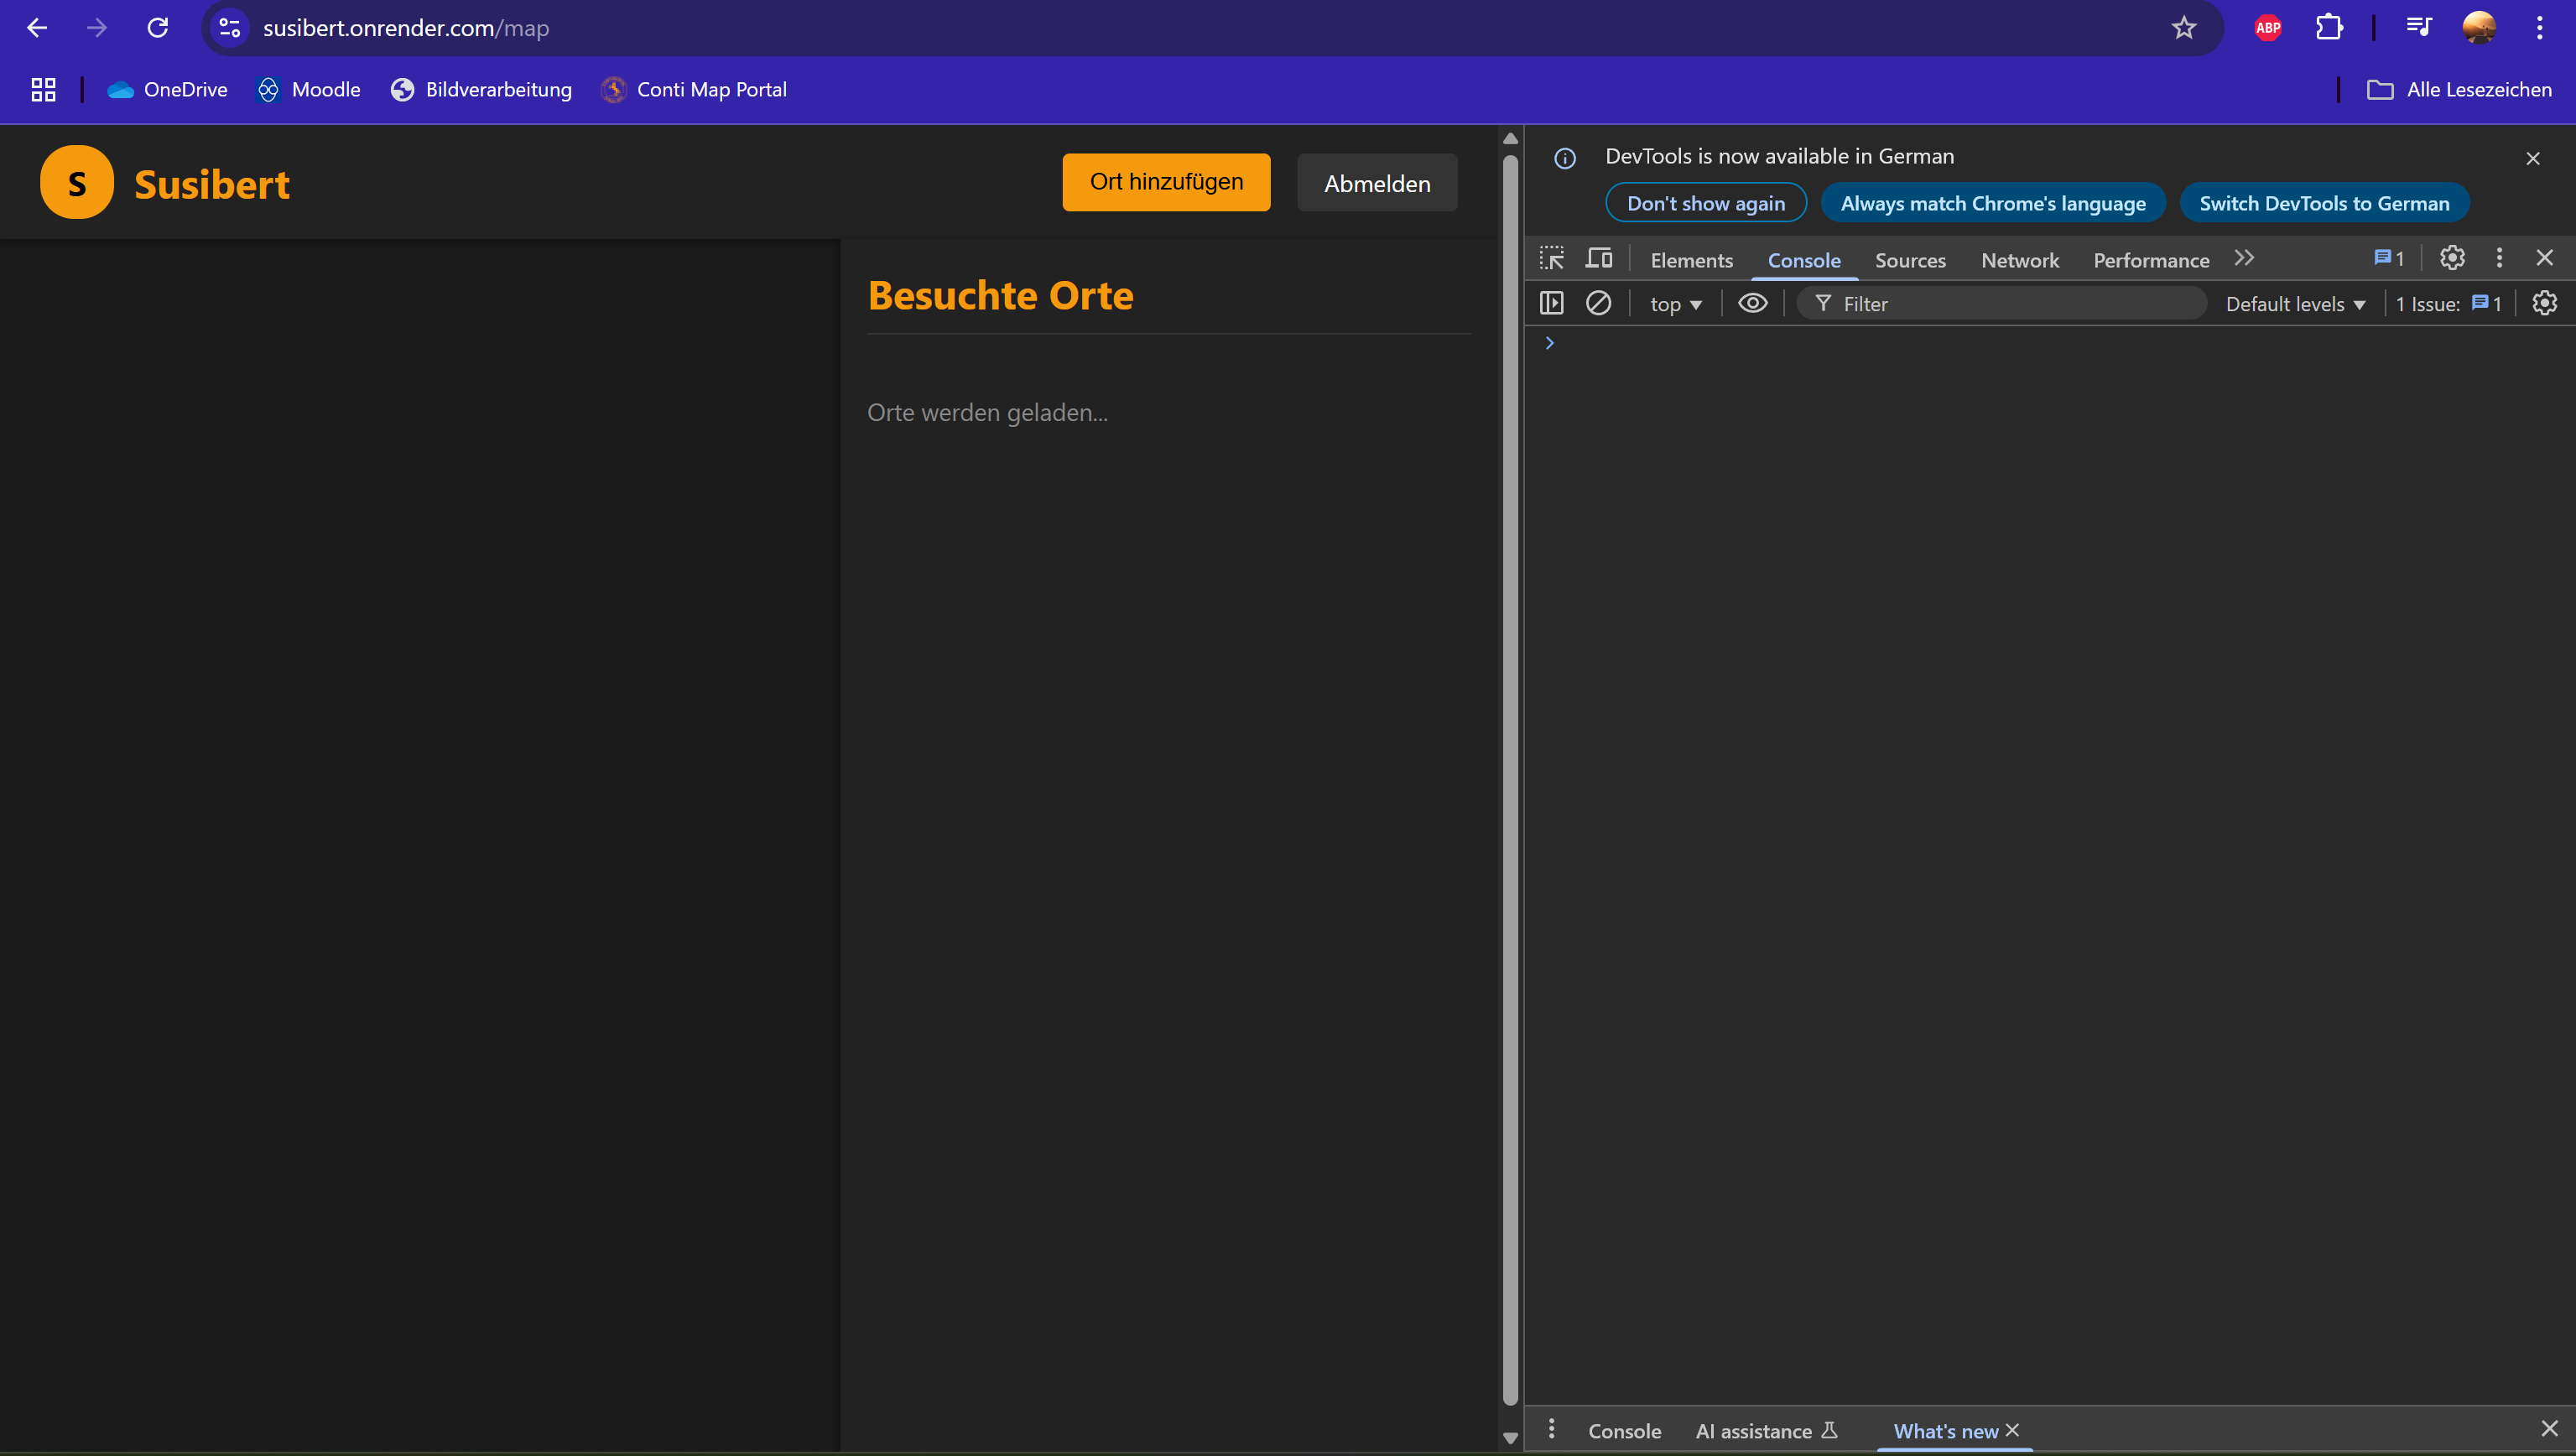 susibert.onrender.com/map
ABP
OneDrive
Moodle
Bildverarbeitung
Conti Map Portal
Alle Lesezeichen
S
Susibert
Ort hinzufügen
Abmelden
Besuchte Orte
Orte werden geladen...
DevTools is now available in German
Don't show again
Always match Chrome's language
Switch DevTools to German
Elements
Console
Sources
Network
Performance
1
top
Filter
Default levels
1 Issue:
1
Console
AI assistance
What's new